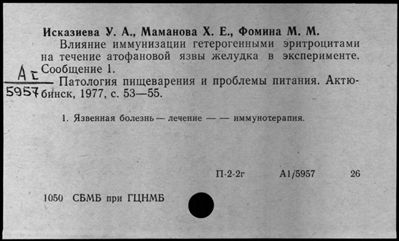 Исказиева У. А., Маманова Х. Е., Фомина М. М.
Влияние иммунизации гетерогенными эритроцитами
на течение атофановой язвы желудка в эксперименте.
Сообщение 1.
Аt
5957
Патология пищеварения и проблемы питания. Актю-
бинск, 1977, с. 53—55.
1. Язвенная болезнь — лечение — — иммунотерапия.
П-2-2г А1/5957 26
1050 СБМБ при ГЦНМБ